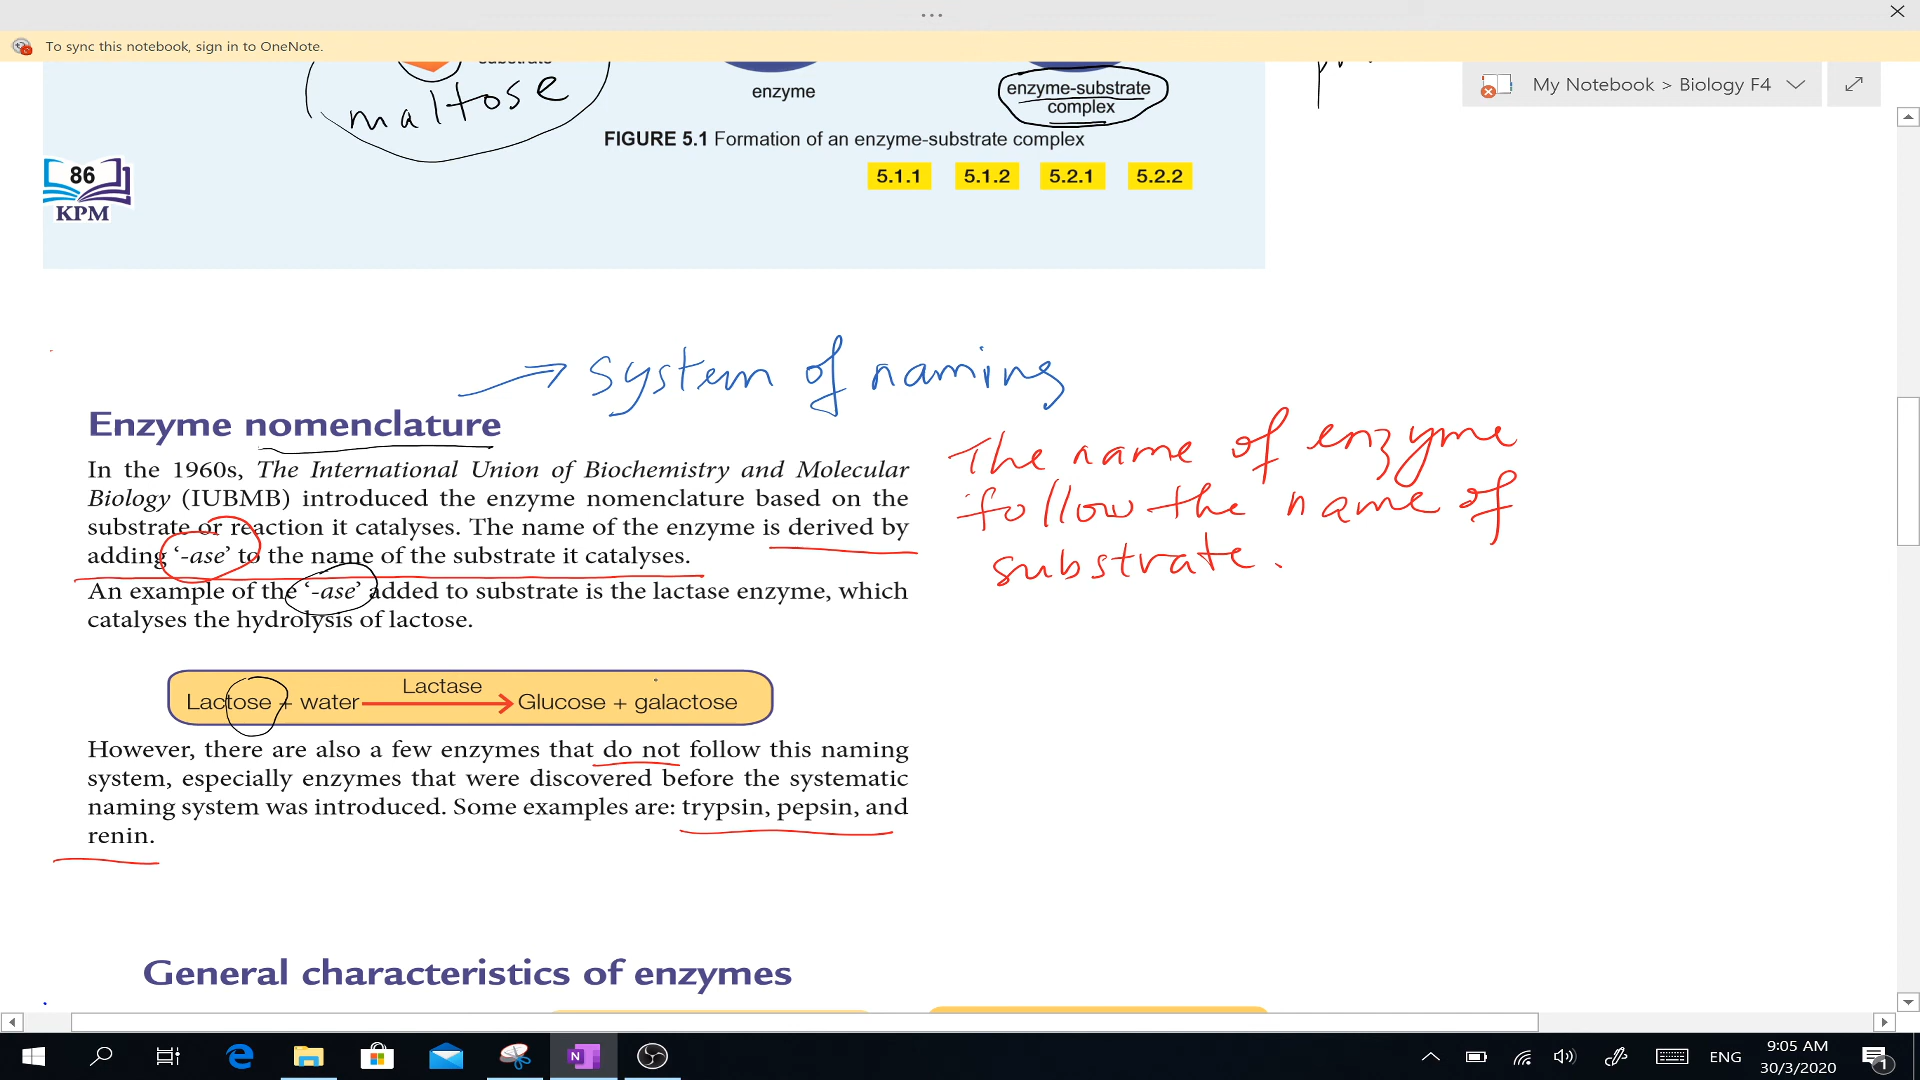 To sync this notebook, sign in to OneNote.
My Notebook > Biology F4
substrate
maltose
enzyme
enzyme-substrate
complex
FIGURE 5.1 Formation of an enzyme-substrate complex
86
KPM
5.1.1 5.1.2 5.2.1 5.2.2
→ system of naming
Enzyme nomenclature
In the 1960s, The International Union of Biochemistry and Molecular
Biology (IUBMB) introduced the enzyme nomenclature based on the
substrate or reaction it catalyses. The name of the enzyme is derived by
adding ‘-ase’ to the name of the substrate it catalyses.
An example of the ‘-ase’ added to substrate is the lactase enzyme, which
catalyses the hydrolysis of lactose.
The name of enzyme
follow the name of
substrate.
Lactase
Lactose + water → Glucose + galactose
However, there are also a few enzymes that do not follow this naming
system, especially enzymes that were discovered before the systematic
naming system was introduced. Some examples are: trypsin, pepsin, and
renin.
General characteristics of enzymes
ENG
9:05 AM
30/3/2020
1